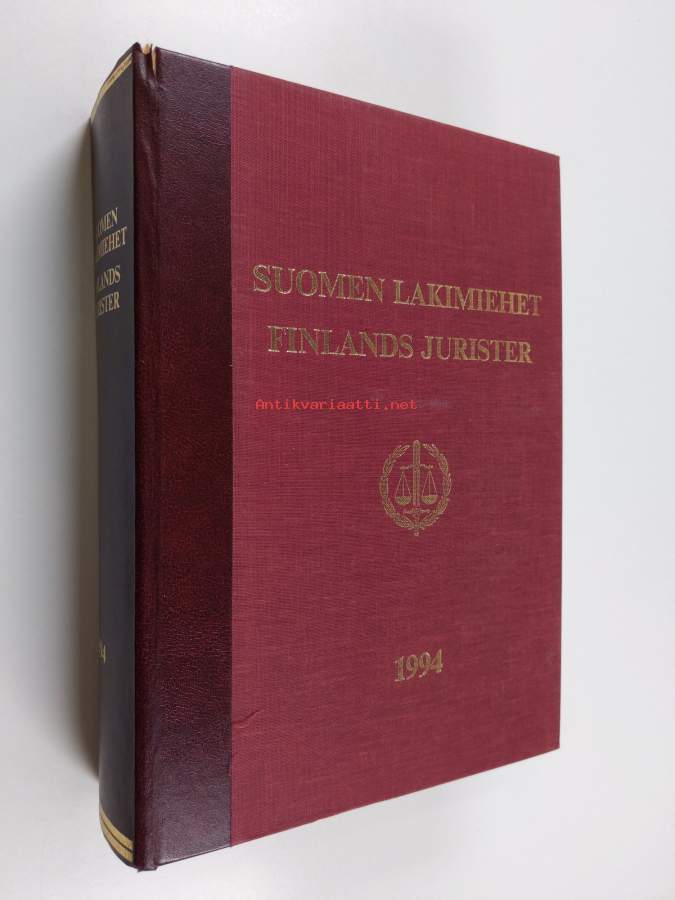 SUOMEN LAKIMIEHET
FINLANDS JURISTER
Antikvariaatti.net
1994